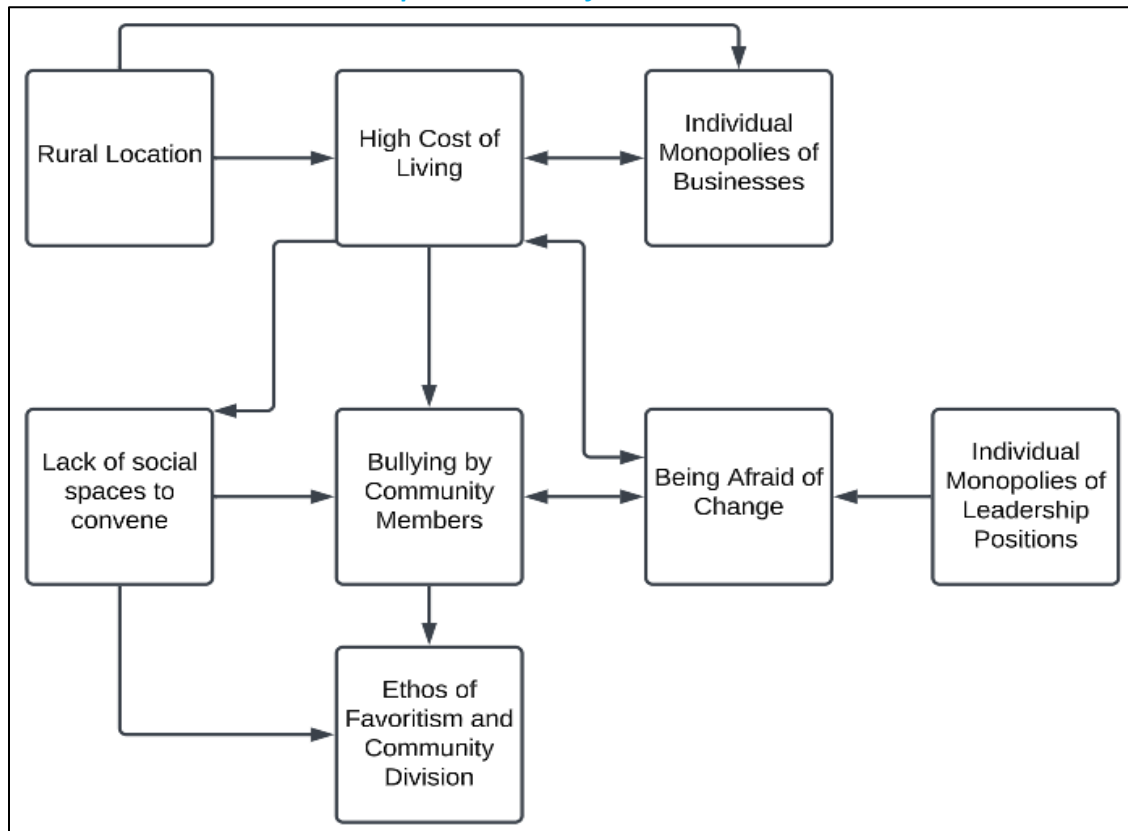 Rural Location
High Cost of
Living
Individual
Monopolies of
Businesses
Lack of social
spaces to
convene
Bullying by
Community
Members
Being Afraid of
Change
Individual
Monopolies of
Leadership
Positions
Ethos of
Favoritism and
Community
Division